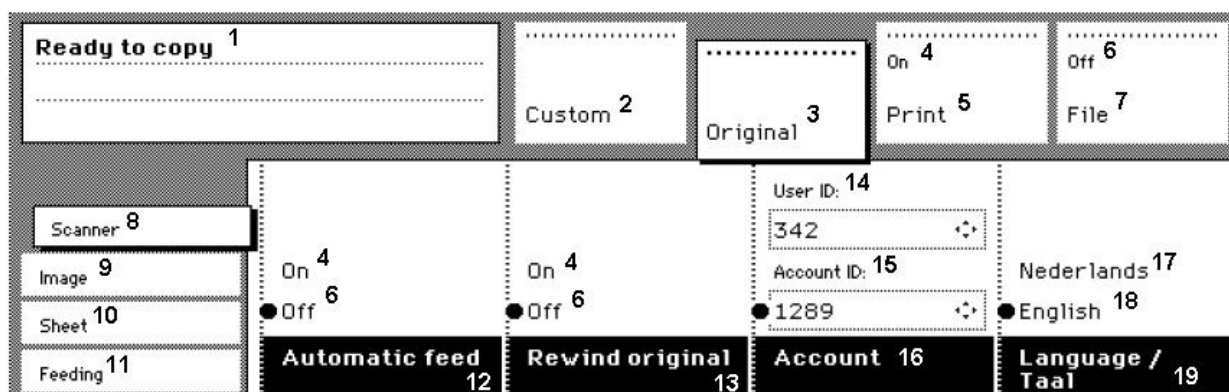 Ready to copy 1
Custom 2
Original 3
On 4
Print 5
Off 6
File 7
Scanner 8
Image 9
Sheet 10
Feeding 11
On 4
Off 6
Automatic feed
12
On 4
Off 6
Rewind original
13
User ID: 14
342
Account ID: 15
1289
Account 16
Nederlands 17
English 18
Language /
Taal 19